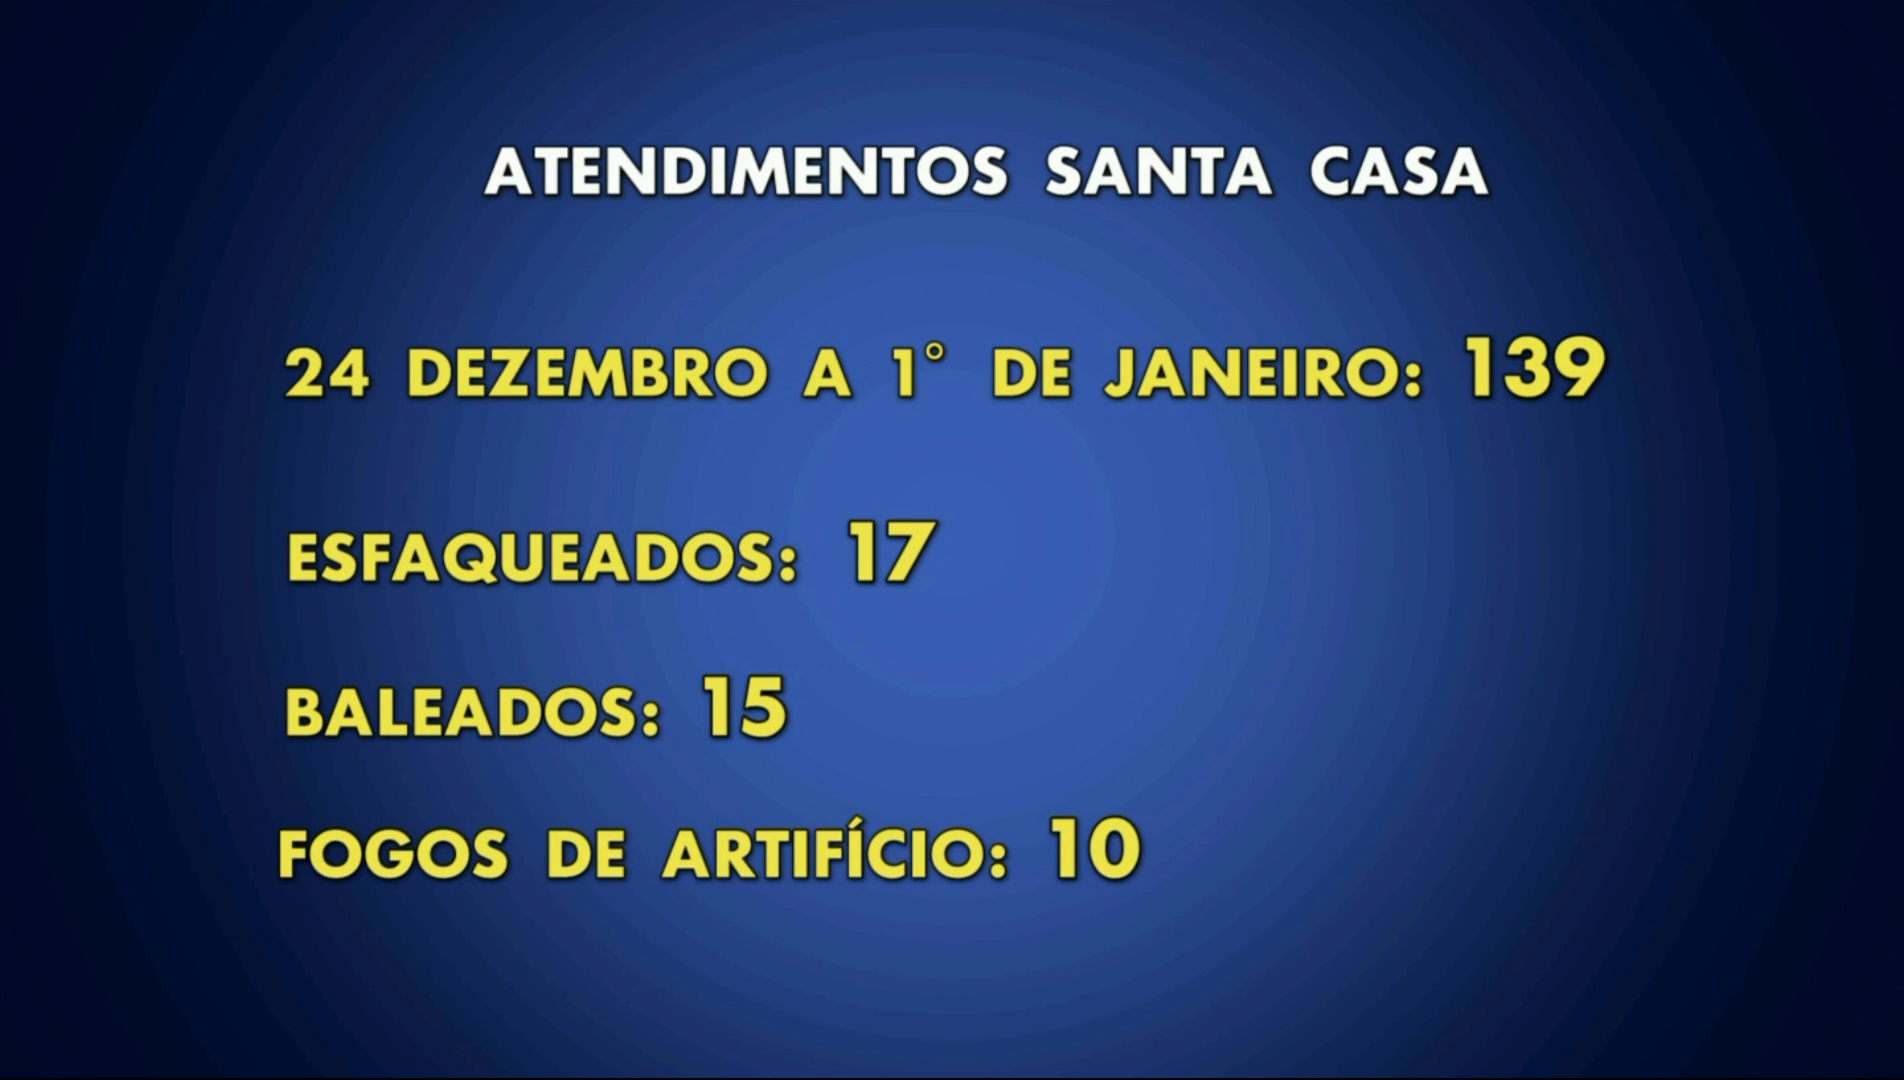 ATENDIMENTOS SANTA CASA
24 DEZEMBRO A 1° DE JANEIRO: 139
ESFAQUEADOS: 17
BALEADOS: 15
FOGOS DE ARTIFÍCIO: 10